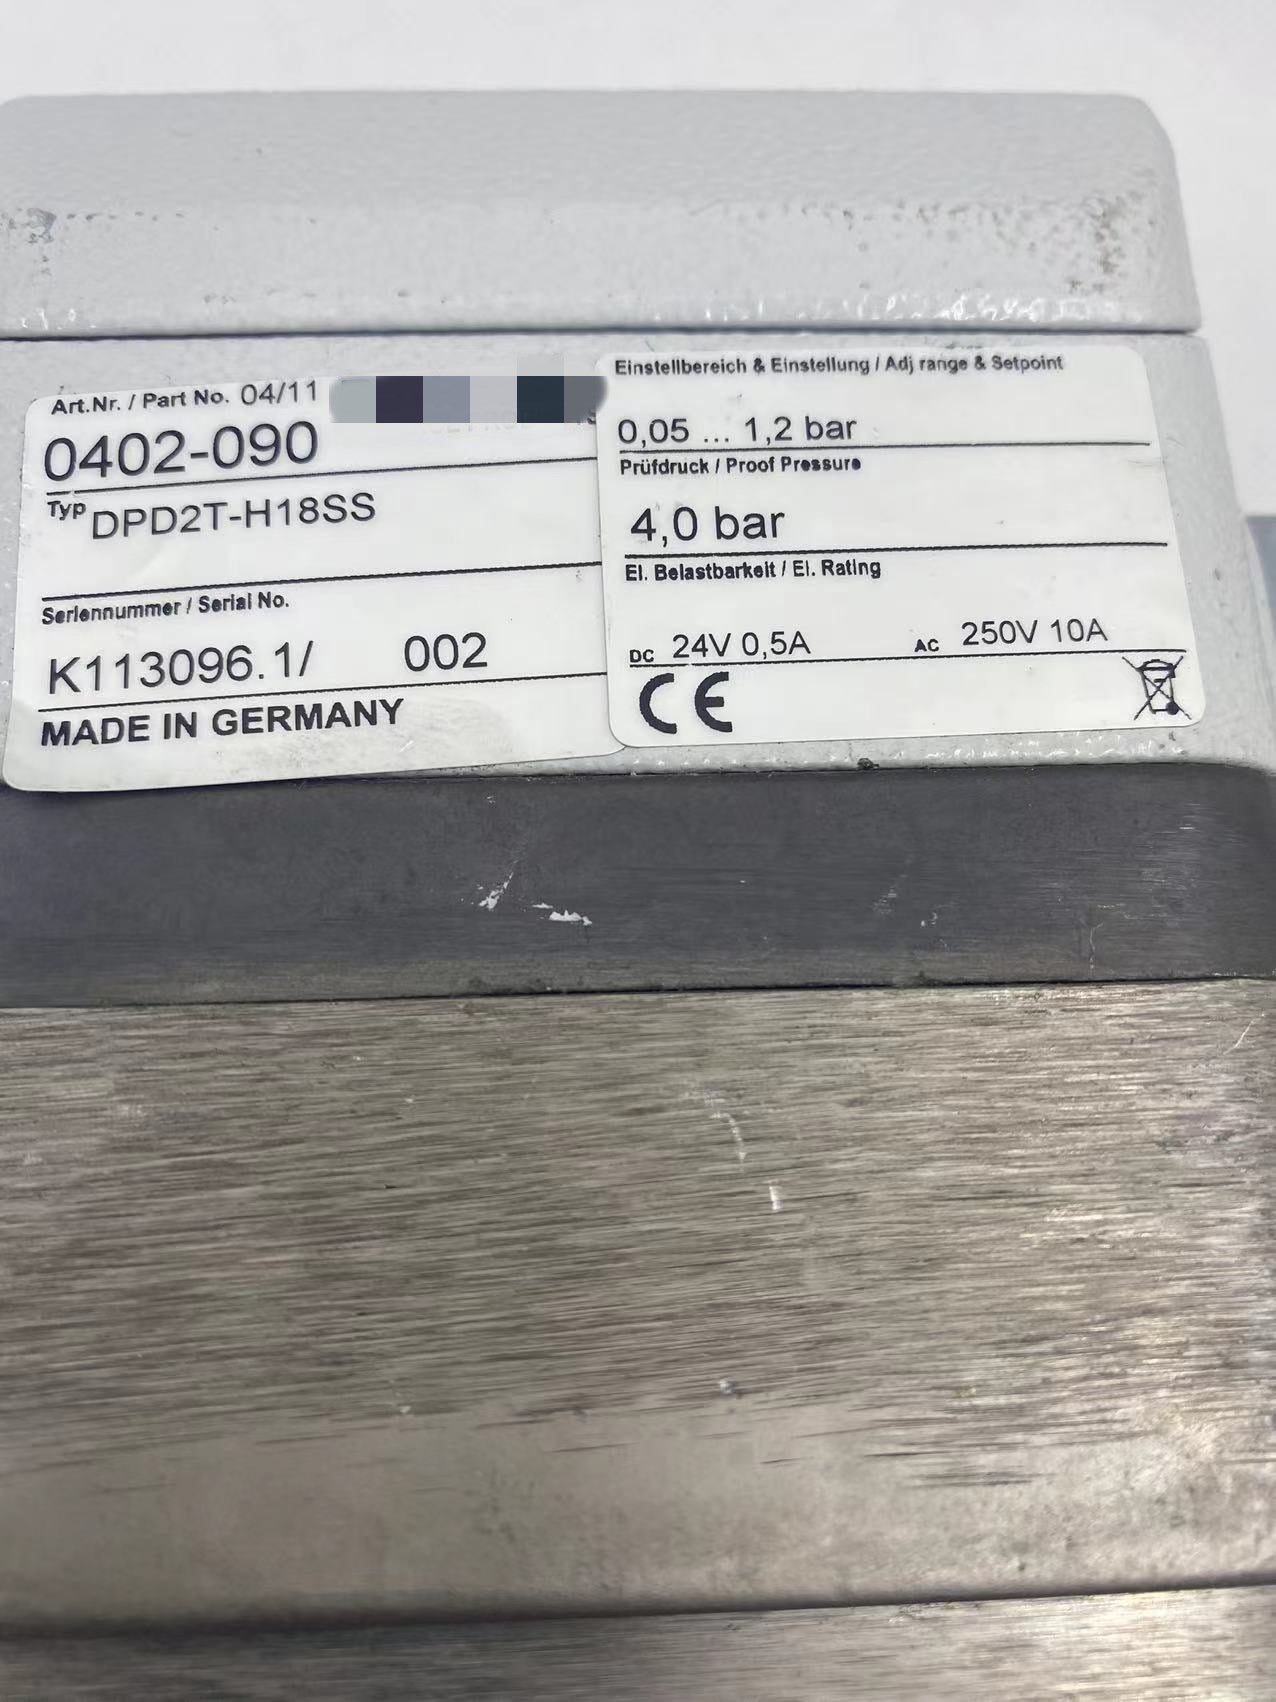 Art.Nr. / Part No. 04/11
0402-090
Typ DPD2T-H18SS
Seriennummer / Serial No.
K113096.1/ 002
MADE IN GERMANY
Einstellbereich & Einstellung / Adj range & Setpoint
0,05 ... 1,2 bar
Prüfdruck / Proof Pressure
4,0 bar
El. Belastbarkeit / El. Rating
DC 24V 0,5A AC 250V 10A
CE